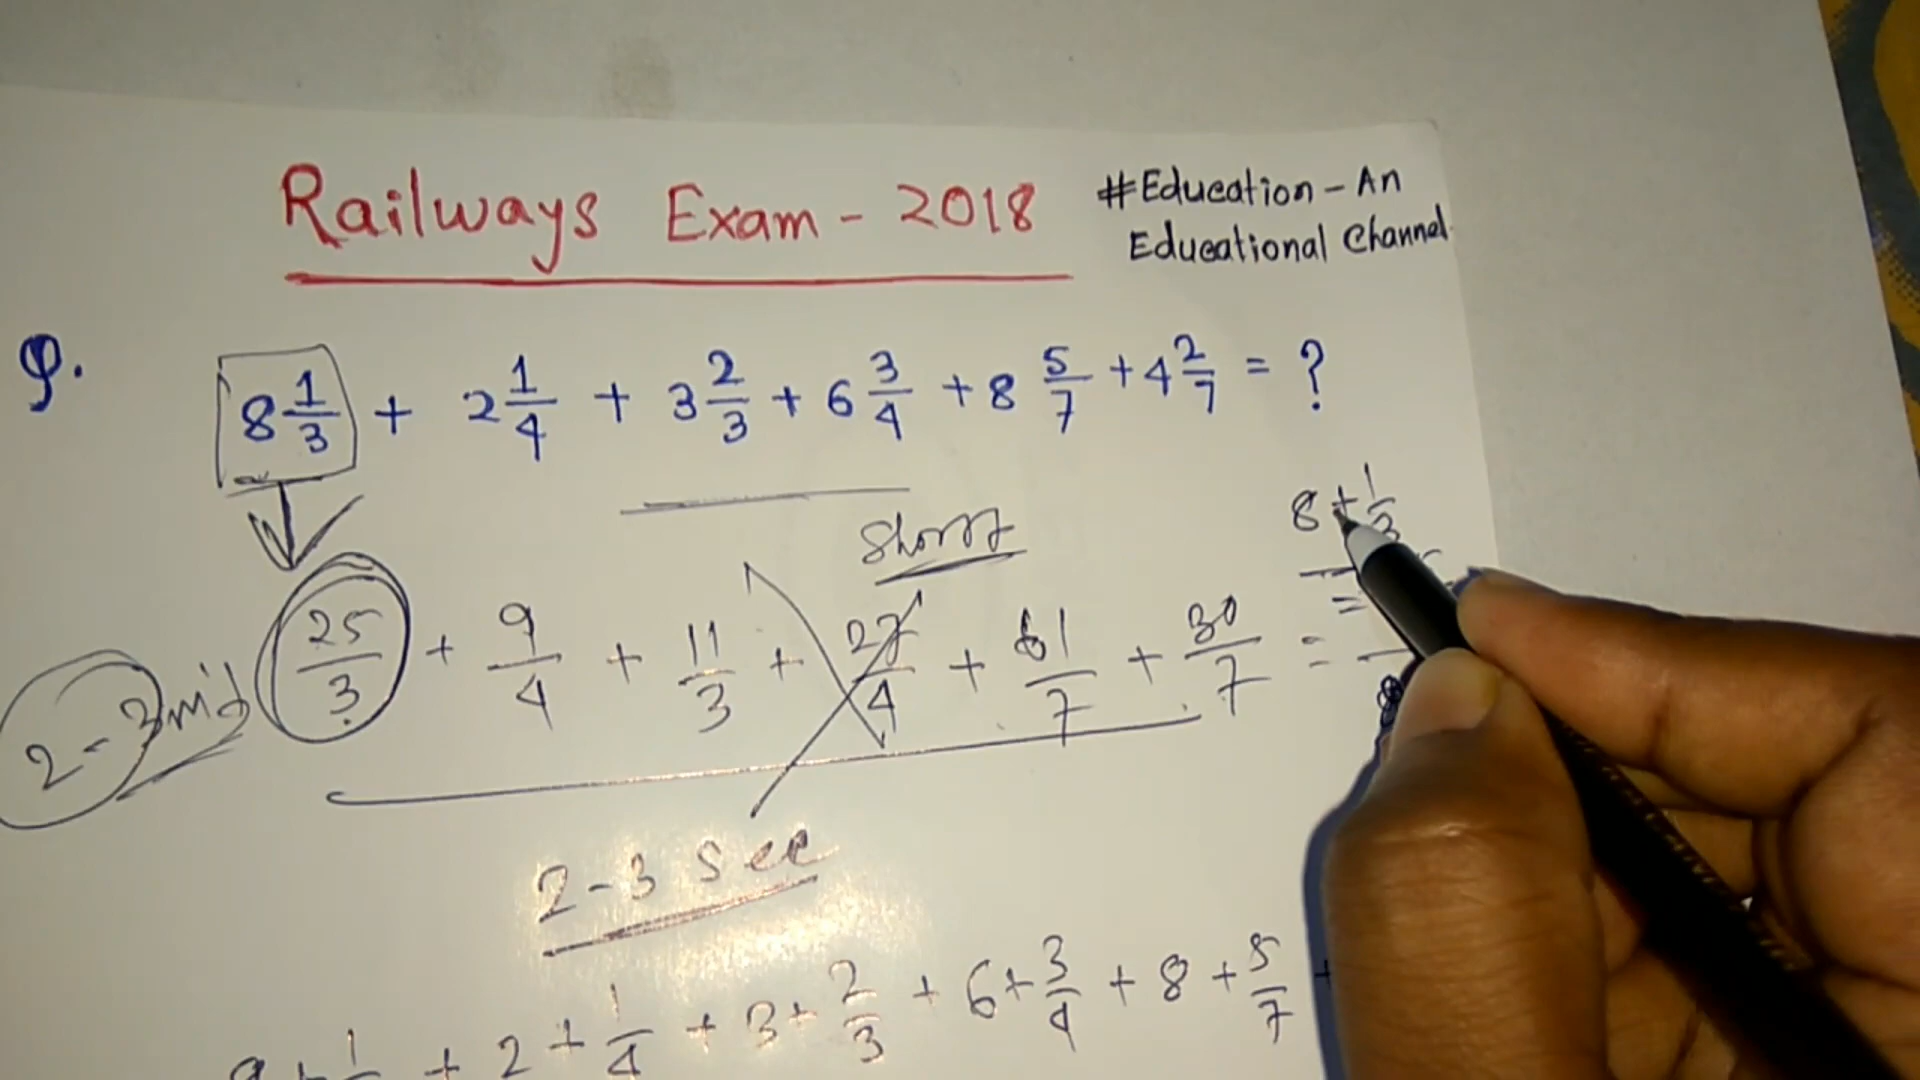 Railways Exam - 2018
#Education - An
Educational Channel
Q. 8 1/3 + 2 1/4 + 3 2/3 + 6 3/4 + 8 5/7 + 4 2/7 = ?
8 + 1/3
Short
25/3 + 9/4 + 11/3 + 27/4 + 61/7 + 30/7 =
2 - 3
2 - 3 Sec
+ 1 + 2 + 1/4 + 3 + 2/3 + 6 + 3/4 + 8 + 5/7 +